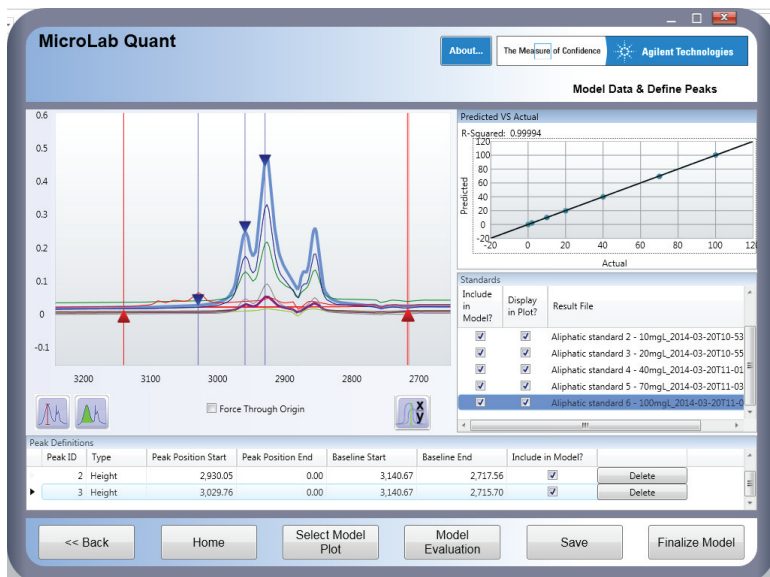 MicroLab Quant
About...
The Measure of Confidence
Agilent Technologies
Model Data & Define Peaks
0.6
0.5
0.4
0.3
0.2
0.1
0
-0.1
3200 3100 3000 2900 2800 2700
Force Through Origin
x
y
Predicted VS Actual
R-Squared: 0.99994
120
100
80
60
40
20
0
-20
Predicted
-20 0 20 40 60 80 100 120
Actual
Standards
Include in Model? Display in Plot? Result File
Aliphatic standard 2 - 10mgL_2014-03-20T10-53
Aliphatic standard 3 - 20mgL_2014-03-20T10-55
Aliphatic standard 4 - 40mgL_2014-03-20T11-01
Aliphatic standard 5 - 70mgL_2014-03-20T11-03
Aliphatic standard 6 - 100mgL_2014-03-20T11-0
Peak Definitions
Peak ID Type Peak Position Start Peak Position End Baseline Start Baseline End Include in Model?
2 Height 2,930.05 0.00 3,140.67 2,717.56 Delete
3 Height 3,029.76 0.00 3,140.67 2,715.70 Delete
<< Back Home Select Model Plot Model Evaluation Save Finalize Model